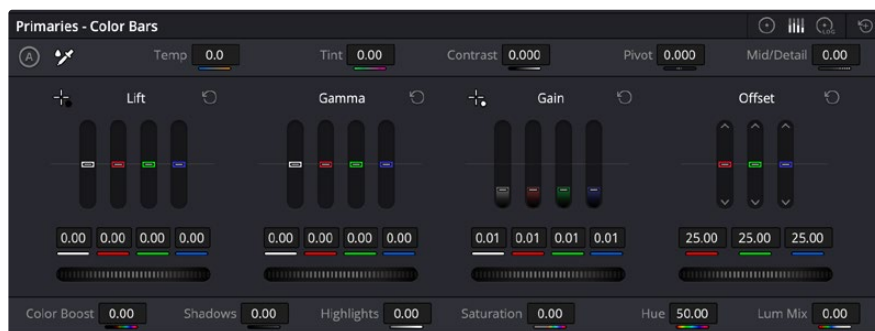 Primaries - Color Bars
LOG
A Temp 0.0 Tint 0.00 Contrast 0.000 Pivot 0.000 Mid/Detail 0.00
Lift Gamma Gain Offset
0.00 0.00 0.00 0.00 0.00 0.00 0.00 0.00 0.01 0.01 0.01 0.01 25.00 25.00 25.00
Color Boost 0.00 Shadows 0.00 Highlights 0.00 Saturation 0.00 Hue 50.00 Lum Mix 0.00